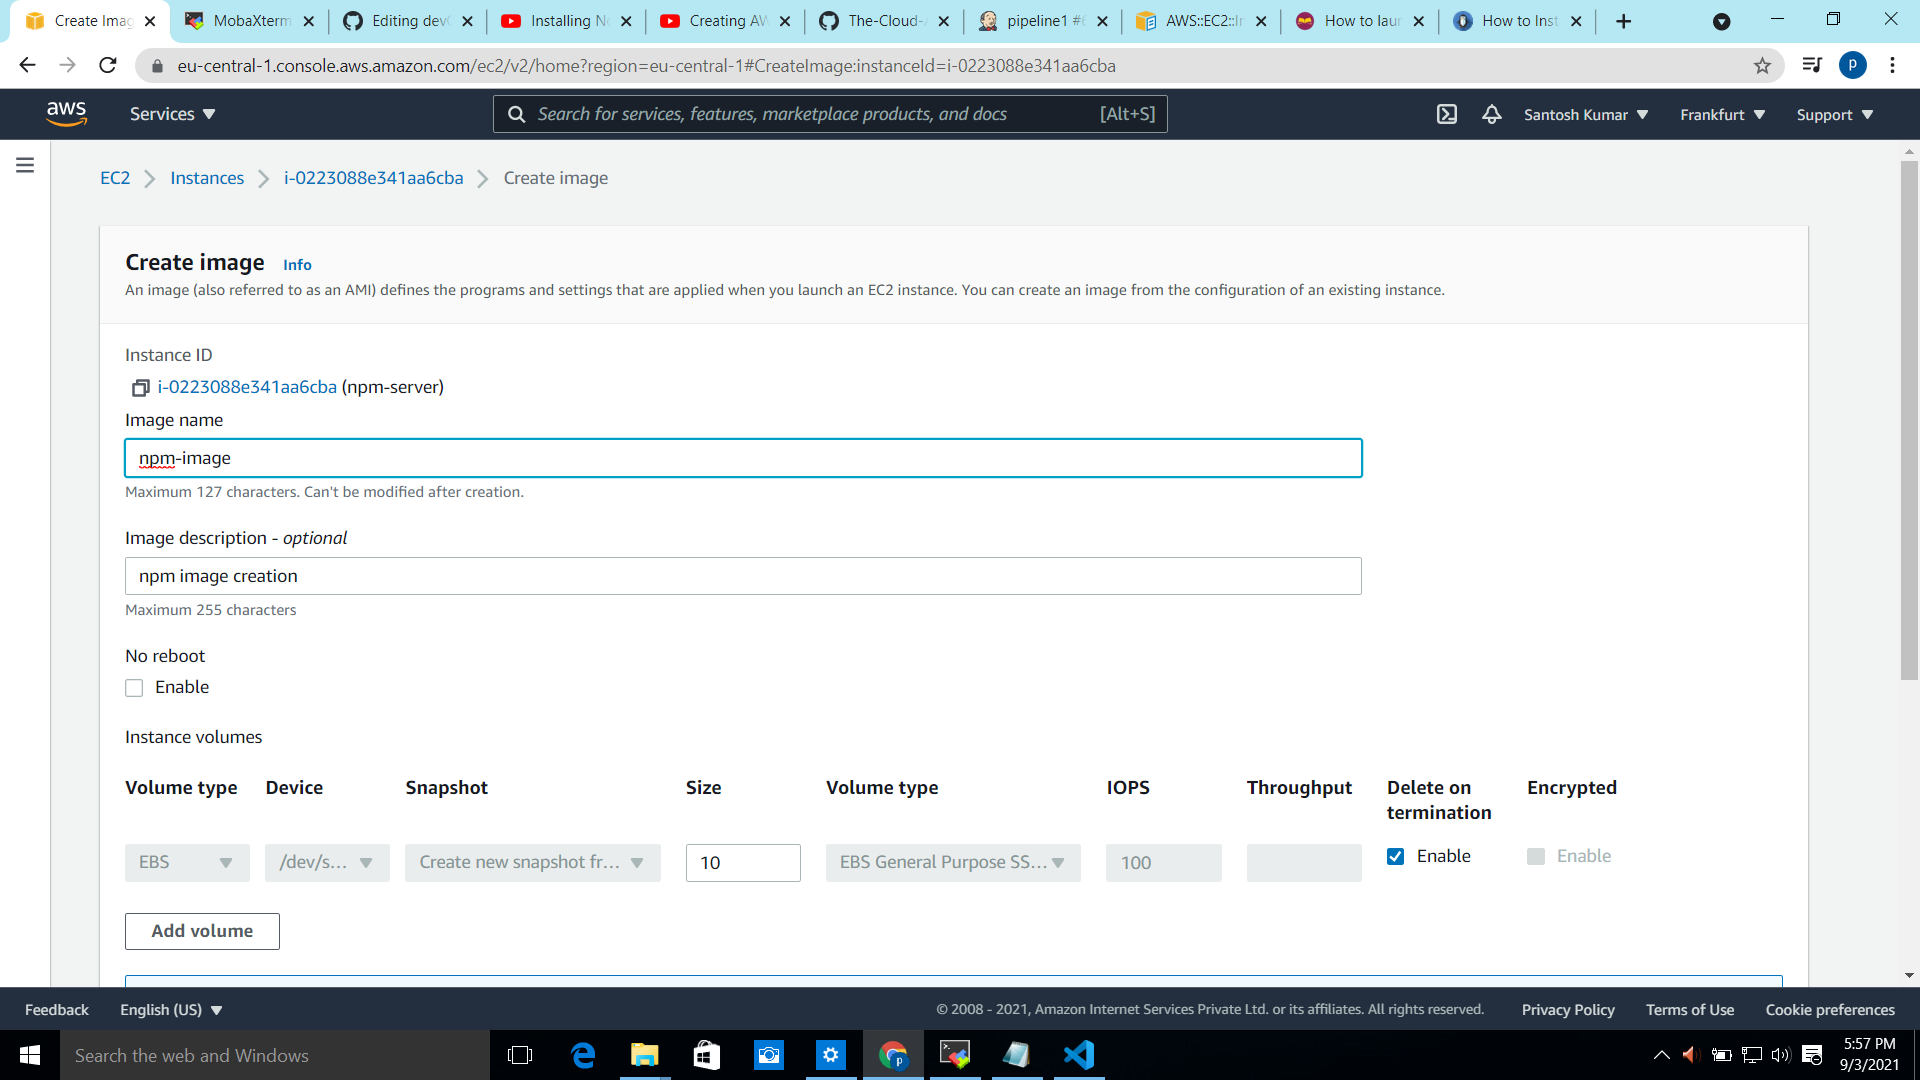 Create Imag
MobaXterm
Editing dev
Installing No
Creating AW
The-Cloud-
pipeline1 #6
AWS::EC2::In
How to laun
How to Inst
eu-central-1.console.aws.amazon.com/ec2/v2/home?region=eu-central-1#CreateImage:instanceId=i-0223088e341aa6cba
P
aws
Services
Search for services, features, marketplace products, and docs
[Alt+S]
Santosh Kumar
Frankfurt
Support
EC2
Instances
i-0223088e341aa6cba
Create image
Create image
Info
An image (also referred to as an AMI) defines the programs and settings that are applied when you launch an EC2 instance. You can create an image from the configuration of an existing instance.
Instance ID
i-0223088e341aa6cba (npm-server)
Image name
npm-image
Maximum 127 characters. Can't be modified after creation.
Image description - optional
npm image creation
Maximum 255 characters
No reboot
Enable
Instance volumes
Volume type
Device
Snapshot
Size
Volume type
IOPS
Throughput
Delete on
termination
Encrypted
EBS
/dev/s...
Create new snapshot fr...
10
EBS General Purpose SS...
100
Enable
Enable
Add volume
Feedback
English (US)
© 2008 - 2021, Amazon Internet Services Private Ltd. or its affiliates. All rights reserved.
Privacy Policy
Terms of Use
Cookie preferences
Search the web and Windows
5:57 PM
9/3/2021